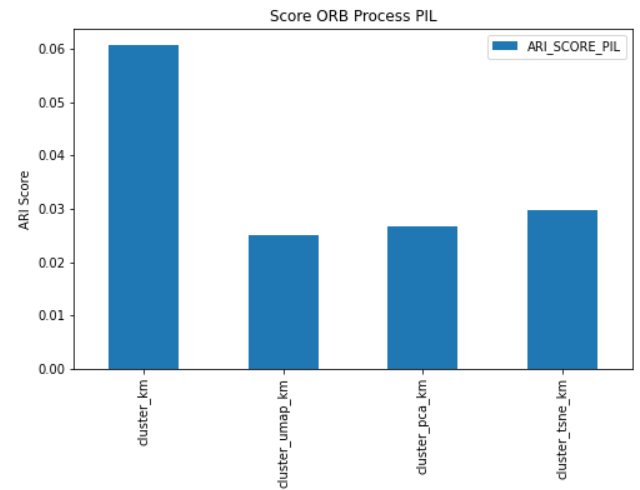 Score ORB Process PIL
ARI_SCORE_PIL
ARI Score
0.06
0.05
0.04
0.03
0.02
0.01
0.00
cluster_km
cluster_umap_km
cluster_pca_km
cluster_tsne_km